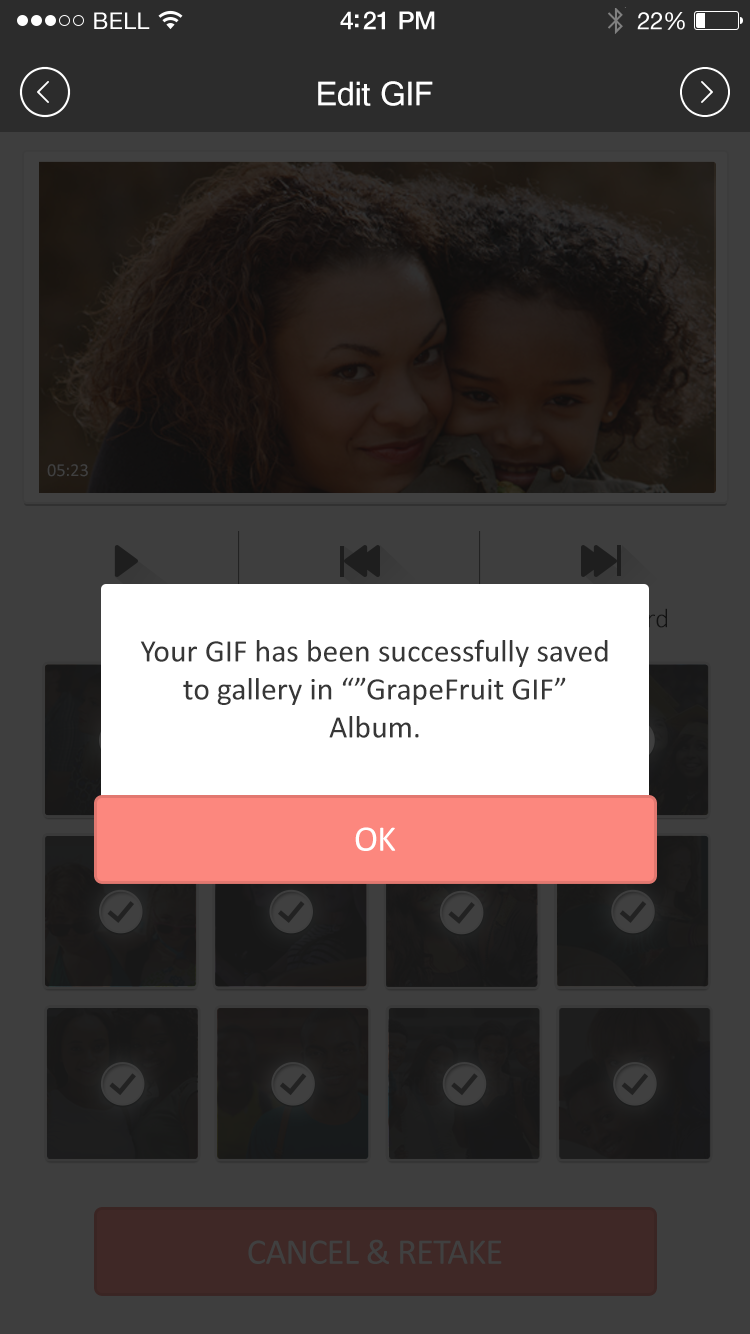 BELL 4:21 PM 22%
Edit GIF
05:23
rd
Your GIF has been successfully saved
to gallery in “”GrapeFruit GIF”
Album.
OK
CANCEL & RETAKE